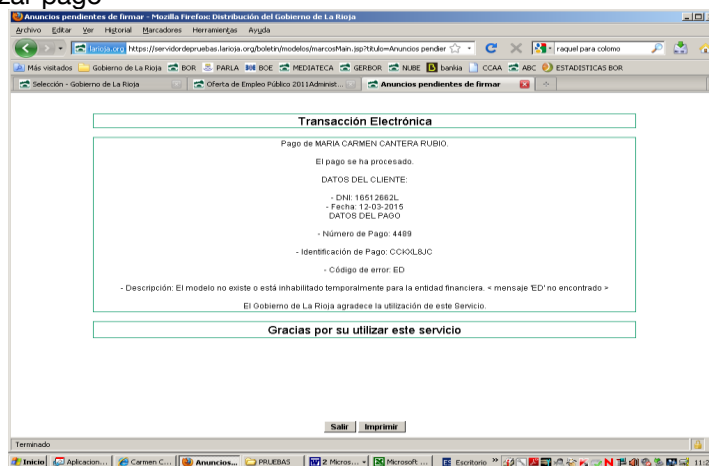 zar pago
Anuncios pendientes de firmar - Mozilla Firefox: Distribución del Gobierno de La Rioja
Archivo Editar Ver Historial Marcadores Herramientas Ayuda
larioja.org https://servidordepruebas.larioja.org/boletin/modelos/marcosMain.jsp?titulo=Anuncios pender raquel para colomo
Más visitados Gobierno de La Rioja BOR PARLA BOE MEDIATECA GERBOR NUBE bankia CCAA ABC ESTADISTICAS BOR
Selección - Gobierno de La Rioja Oferta de Empleo Público 2011Administ... Anuncios pendientes de firmar
Transacción Electrónica
Pago de MARIA CARMEN CANTERA RUBIO.
El pago se ha procesado.
DATOS DEL CLIENTE:
- DNI: 16512662L
- Fecha: 12-03-2015
DATOS DEL PAGO
- Número de Pago: 4489
- Identificación de Pago: CCKXL8JC
- Código de error: ED
- Descripción: El modelo no existe o está inhabilitado temporalmente para la entidad financiera. < mensaje 'ED' no encontrado >
El Gobierno de La Rioja agradece la utilización de este Servicio.
Gracias por su utilizar este servicio
Salir Imprimir
Terminado
Inicio Aplicacion... Carmen C... Anuncios... PRUEBAS 2 Micros... Microsoft ... Escritorio » 11:2